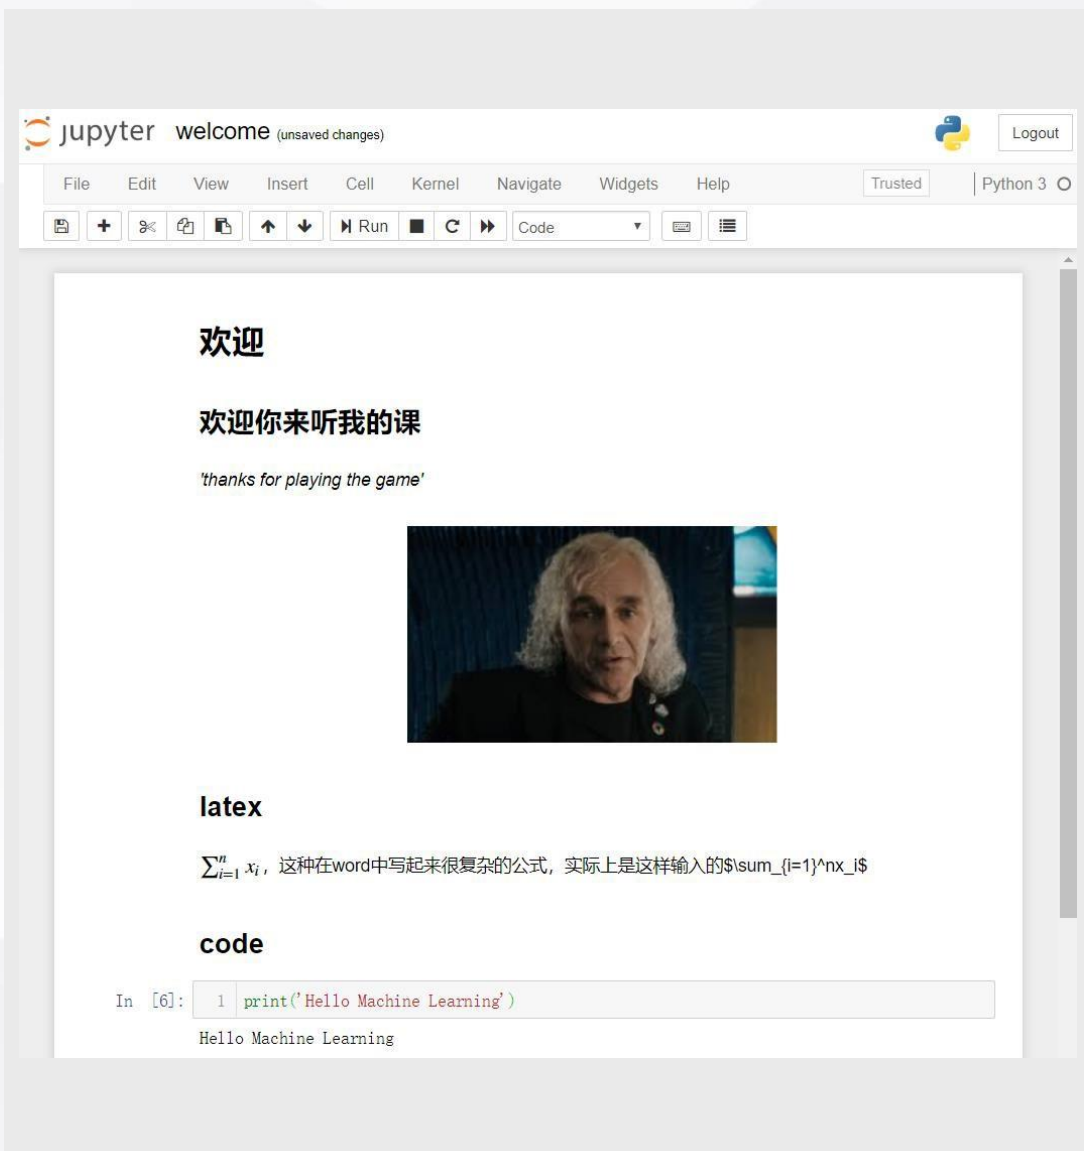 jupyter welcome (unsaved changes) Logout
File Edit View Insert Cell Kernel Navigate Widgets Help Trusted Python 3
Run Code
欢迎
欢迎你来听我的课
'thanks for playing the game'
latex
∑ⁿᵢ₌₁ xᵢ，这种在word中写起来很复杂的公式，实际上是这样输入的$\sum_{i=1}^nx_i$
code
In [6]: 1 print('Hello Machine Learning')
Hello Machine Learning